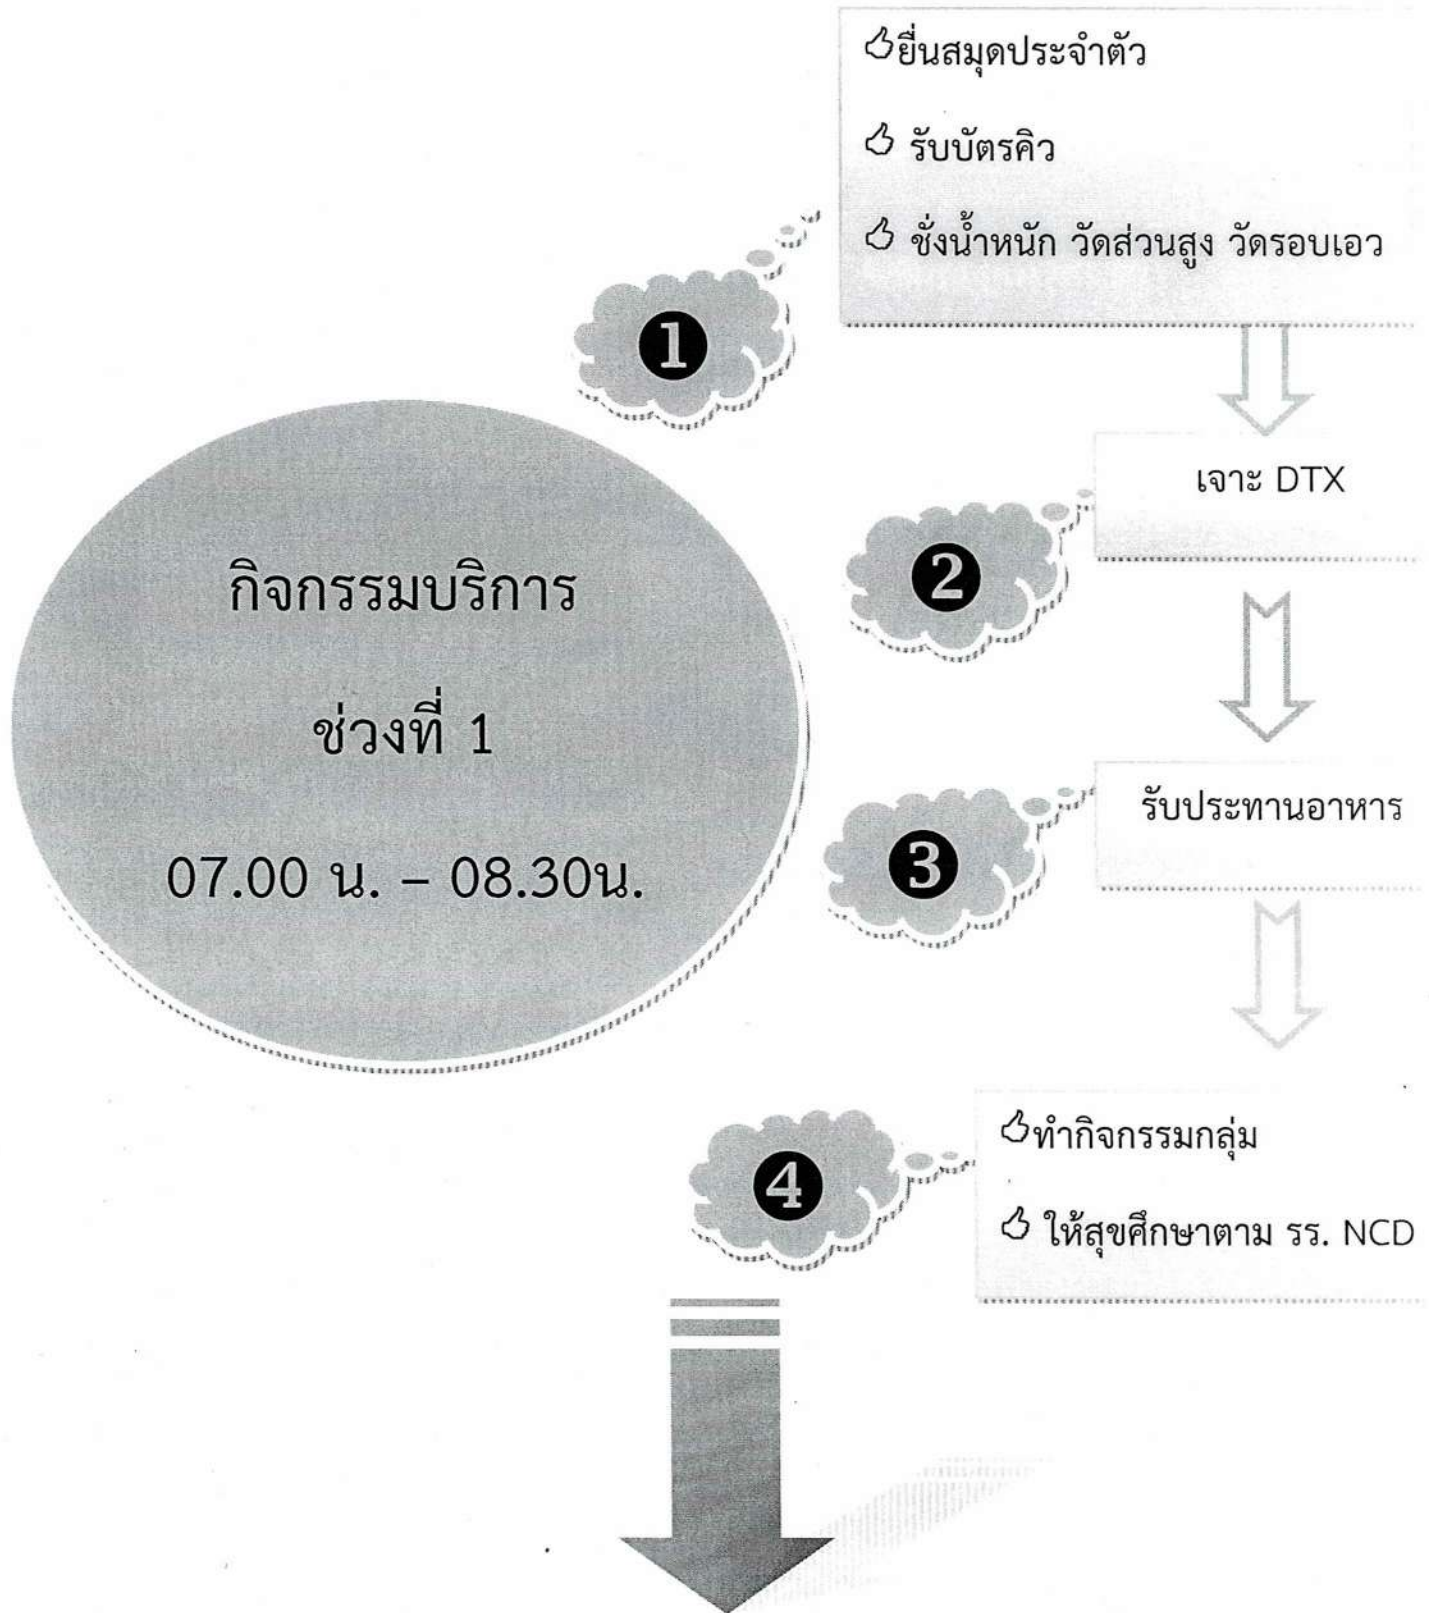 ยื่นสมุดประจำตัว
รับบัตรคิว
ชั่งน้ำหนัก วัดส่วนสูง วัดรอบเอว
1
เจาะ DTX
2
กิจกรรมบริการ
ช่วงที่ 1
07.00 น. – 08.30น.
รับประทานอาหาร
3
ทำกิจกรรมกลุ่ม
4
ให้สุขศึกษาตาม รร. NCD